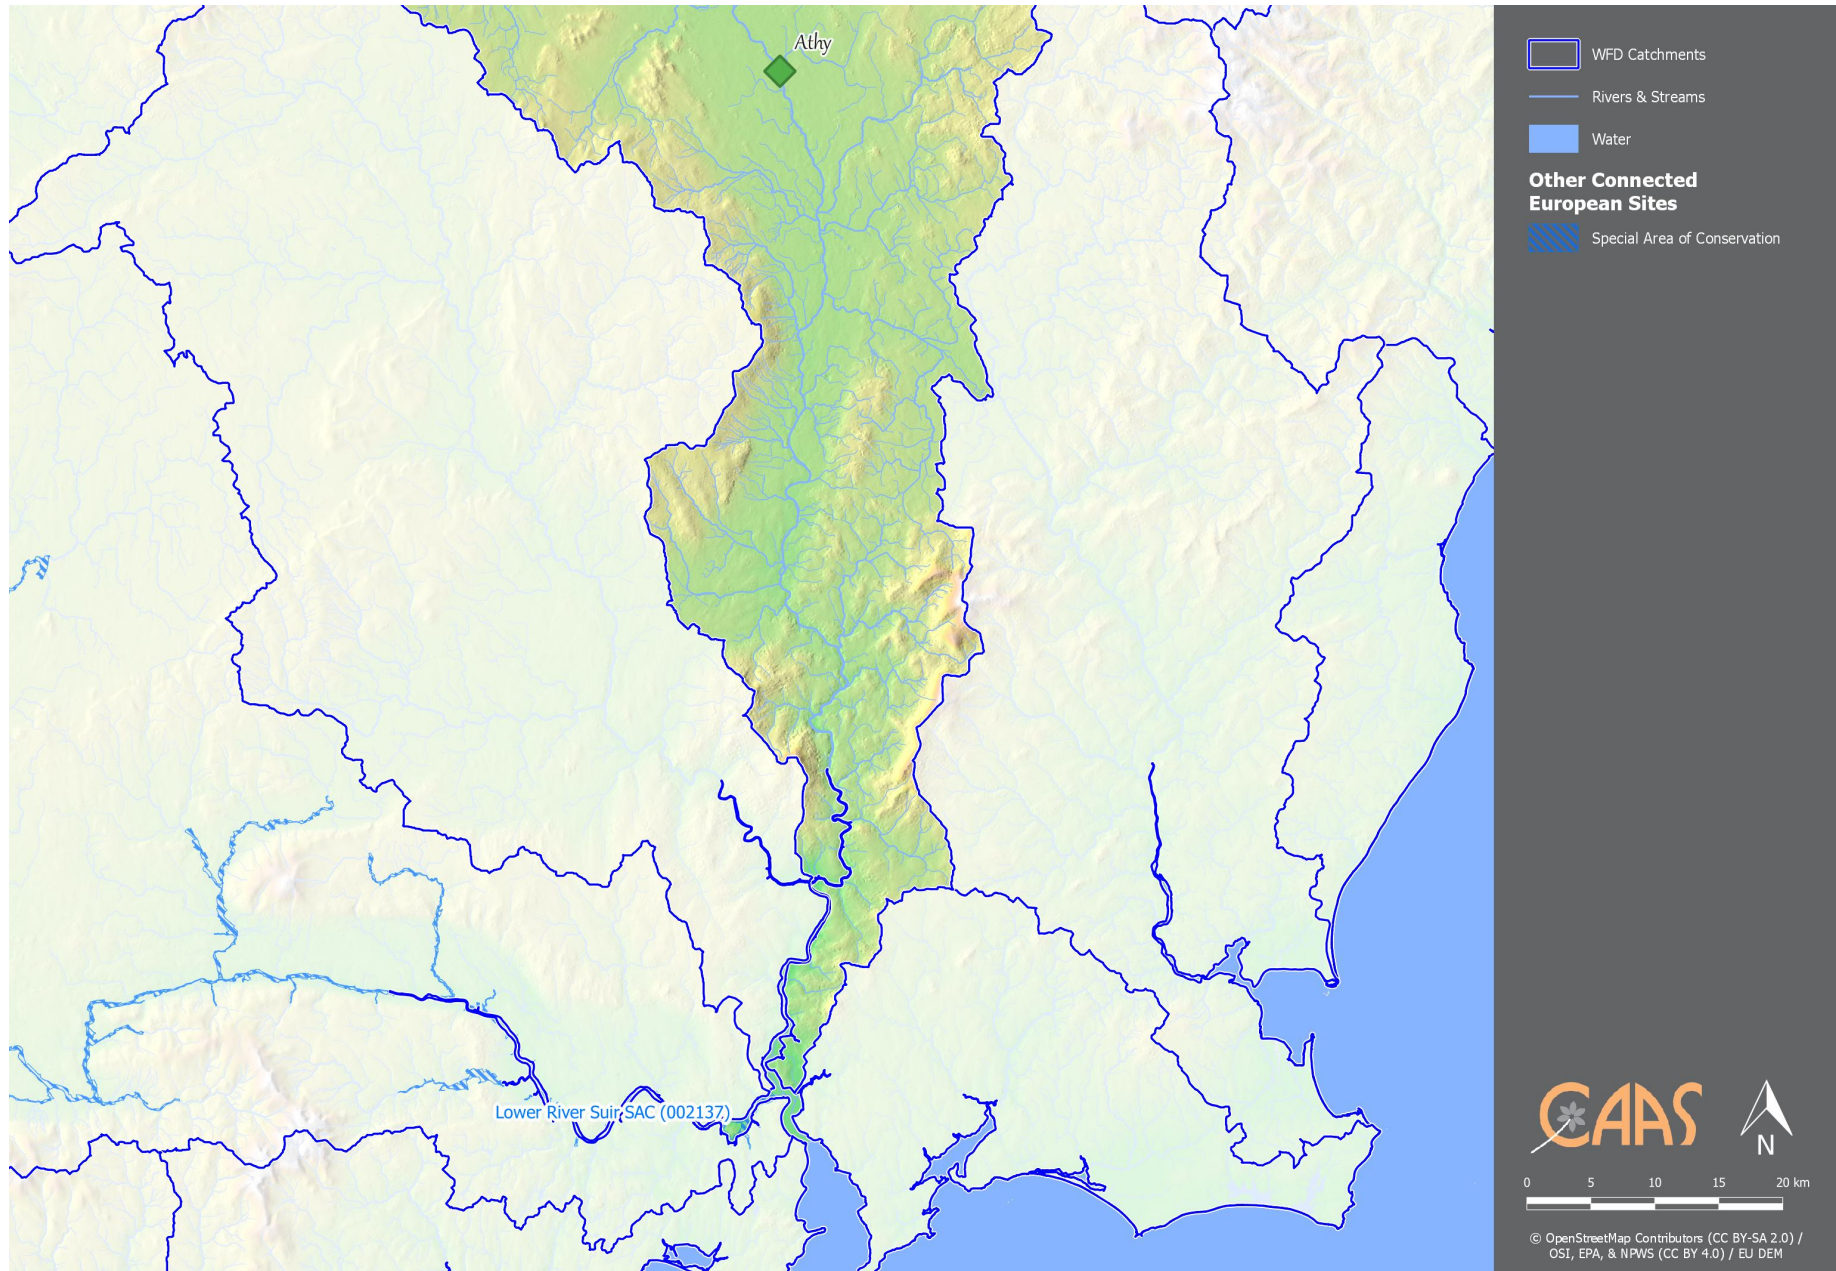 Athy
Lower River Suir SAC (002137)
WFD Catchments
Rivers & Streams
Water
Other Connected
European Sites
Special Area of Conservation
CAAS
N
0 5 10 15 20 km
© OpenStreetMap Contributors (CC BY-SA 2.0) /
OSI, EPA, & NPWS (CC BY 4.0) / EU DEM